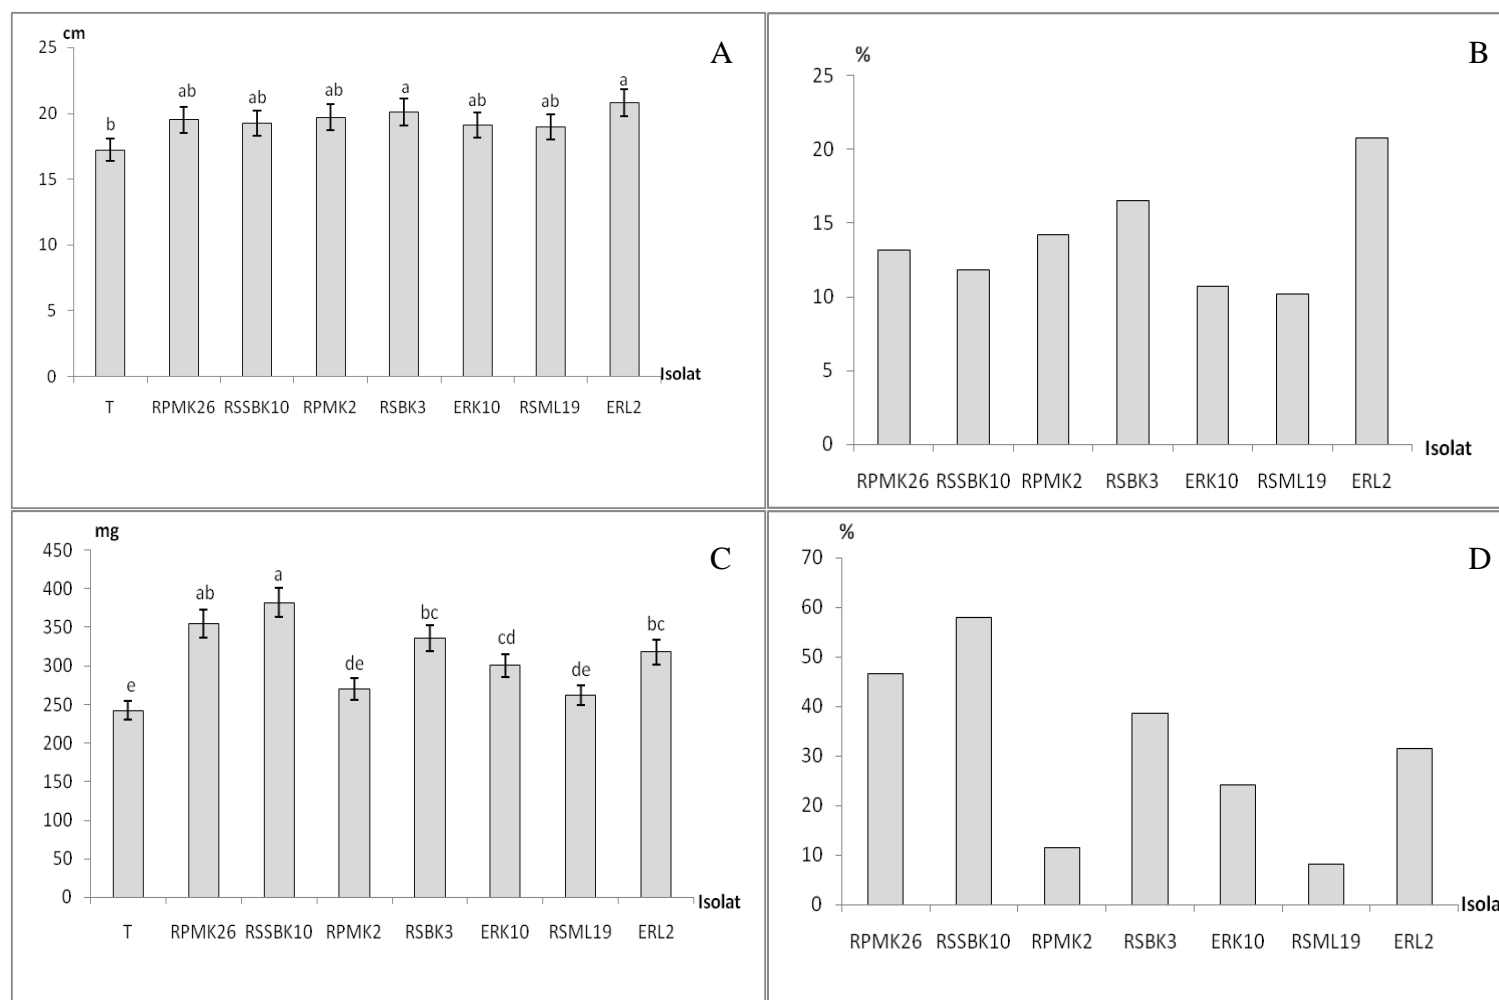 cm
A
25
20
15
10
5
0
b
ab
ab
ab
a
ab
ab
a
Isolat
T RPMK26 RSSBK10 RPMK2 RSBK3 ERK10 RSML19 ERL2
%
B
25
20
15
10
5
0
Isolat
RPMK26 RSSBK10 RPMK2 RSBK3 ERK10 RSML19 ERL2
mg
C
450
400
350
300
250
200
150
100
50
0
e
ab
a
de
bc
cd
de
bc
Isolat
T RPMK26 RSSBK10 RPMK2 RSBK3 ERK10 RSML19 ERL2
%
D
70
60
50
40
30
20
10
0
Isola
RPMK26 RSSBK10 RPMK2 RSBK3 ERK10 RSML19 ERL2